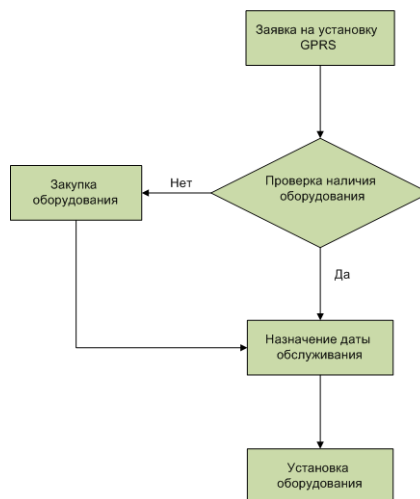 Заявка на установку
GPRS
Проверка наличия
оборудования
Нет
Закупка
оборудования
Да
Назначение даты
обслуживания
Установка
оборудования